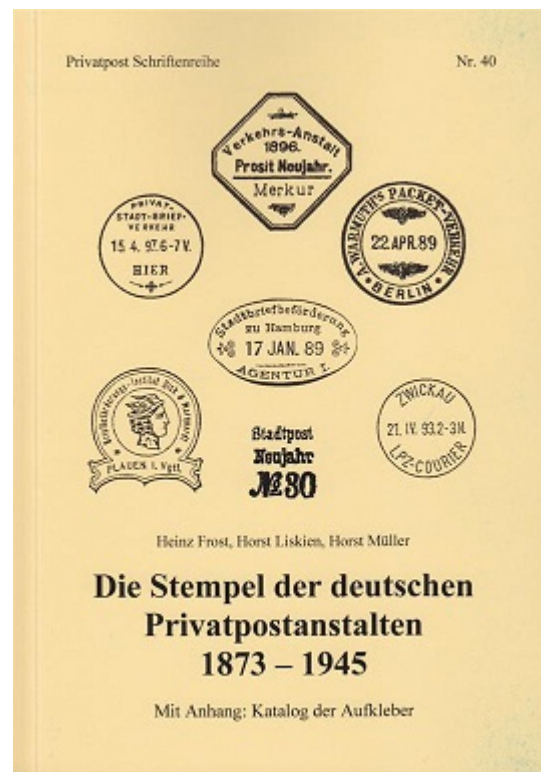 Privatpost Schriftenreihe
Nr. 40
Verkehrs-Anstalt
1896.
Prosit Neujahr.
Merkur
PRIVAT-
STADT-BRIEF-
VERKEHR
15. 4. 97. 6-7 V.
HIER
A. WARMUTH'S PACKET-VERKEHR
22. APR. 89
BERLIN
Stadtbriefbeförderung
zu Hamburg
17 JAN. 89
AGENTUR I.
PLAUEN i. Vgtl.
Stadtpost
Neujahr
№ 80
ZWICKAU
21. IV. 93. 2-3 N.
LPZ-COURIER
Heinz Frost, Horst Liskien, Horst Müller
Die Stempel der deutschen
Privatpostanstalten
1873 – 1945
Mit Anhang: Katalog der Aufkleber